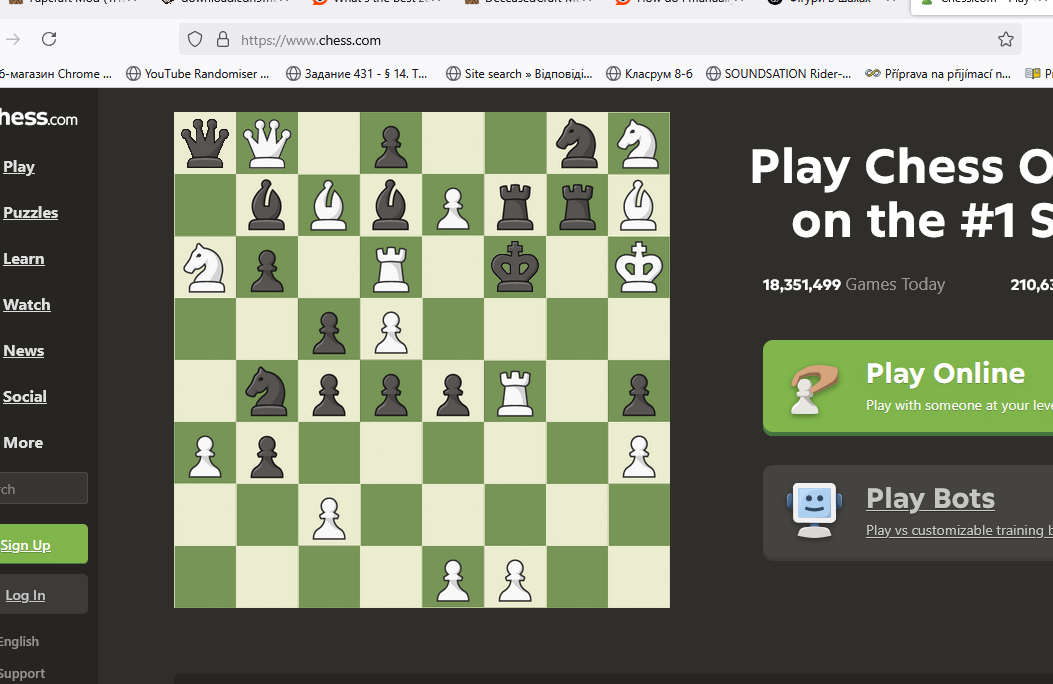 https://www.chess.com
YouTube Randomiser ...
Задание 431 - § 14. Т...
Site search » Відповіді...
Класрум 8-6
SOUNDSATION Rider-...
Příprava na přijímací n...
б-магазин Chrome ...
hess.com
Play
Puzzles
Learn
Watch
News
Social
More
rch
Sign Up
Log In
English
Support
Play Chess O
on the #1 S
18,351,499 Games Today
210,63
Play Online
Play with someone at your leve
Play Bots
Play vs customizable training b